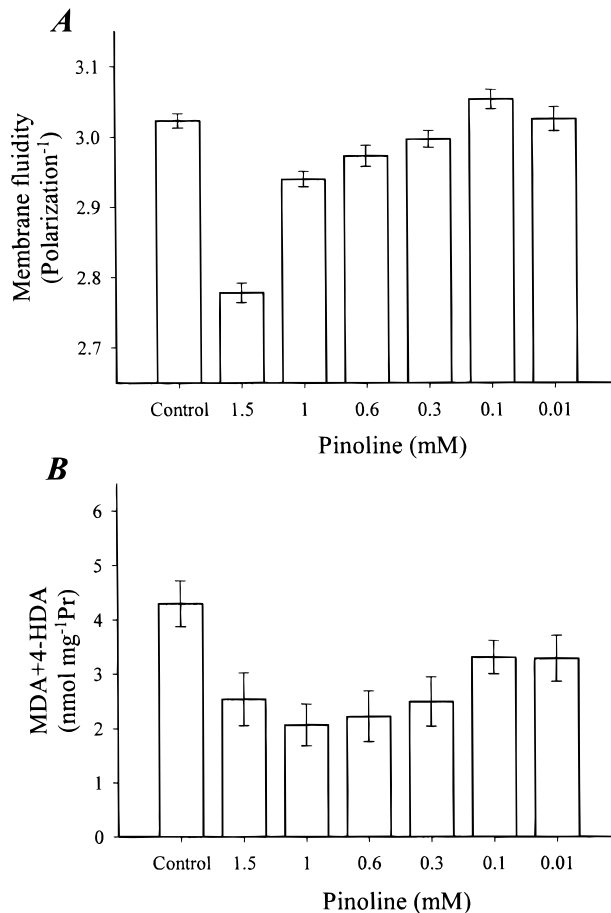 A
Membrane fluidity
(Polarization⁻¹)
3.1
3.0
2.9
2.8
2.7
Control 1.5 1 0.6 0.3 0.1 0.01
Pinoline (mM)
B
MDA+4-HDA
(nmol mg⁻¹Pr)
6
5
4
3
2
1
0
Control 1.5 1 0.6 0.3 0.1 0.01
Pinoline (mM)